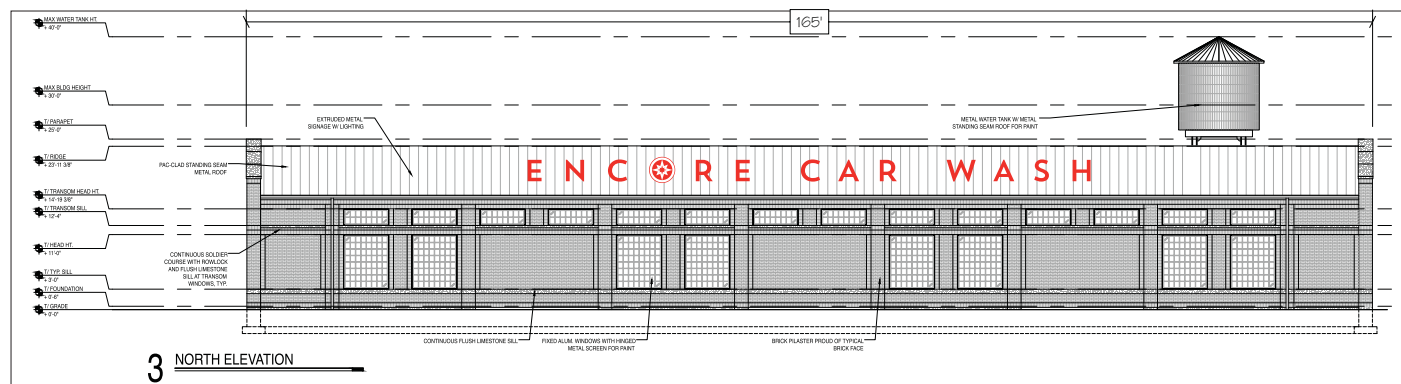 MAX WATER TANK HT.
+ 40'-0"
165'
MAX BLDG HEIGHT
+ 30'-0"
T/ PARAPET
+ 25'-0"
T/ RIDGE
+ 23'-11 3/8"
T/ TRANSOM HEAD HT.
+ 14'-19 3/8"
T/ TRANSOM SILL
+ 12'-4"
T/ HEAD HT.
+ 11'-0"
T/ TYP. SILL
+ 3'-0"
T/ FOUNDATION
+ 0'-6"
T/ GRADE
+ 0'-0"
EXTRUDED METAL
SIGNAGE W/ LIGHTING
METAL WATER TANK W/ METAL
STANDING SEAM ROOF FOR PAINT
PAC-CLAD STANDING SEAM
METAL ROOF
ENCORE CAR WASH
CONTINUOUS SOLDIER
COURSE WITH ROWLOCK
AND FLUSH LIMESTONE
SILL AT TRANSOM
WINDOWS, TYP.
CONTINUOUS FLUSH LIMESTONE SILL
FIXED ALUM. WINDOWS WITH HINGED
METAL SCREEN FOR PAINT
BRICK PILASTER PROUD OF TYPICAL
BRICK FACE
3 NORTH ELEVATION